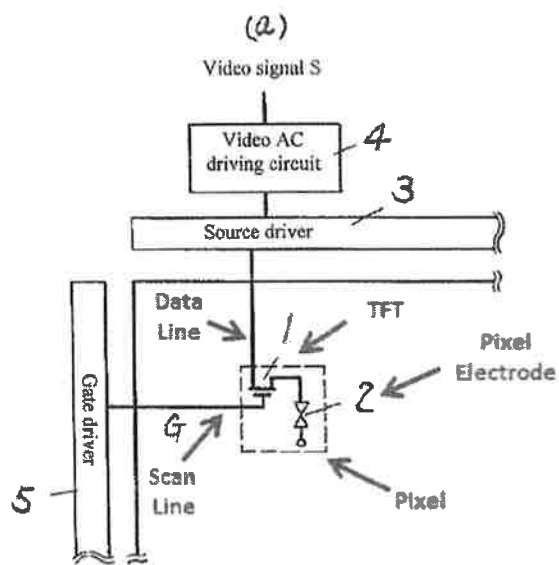 (a)
Video signal S
Video AC
driving circuit
4
3
Source driver
Data
Line
1
TFT
Pixel
Electrode
2
Gate driver
G
Scan
Line
Pixel
5